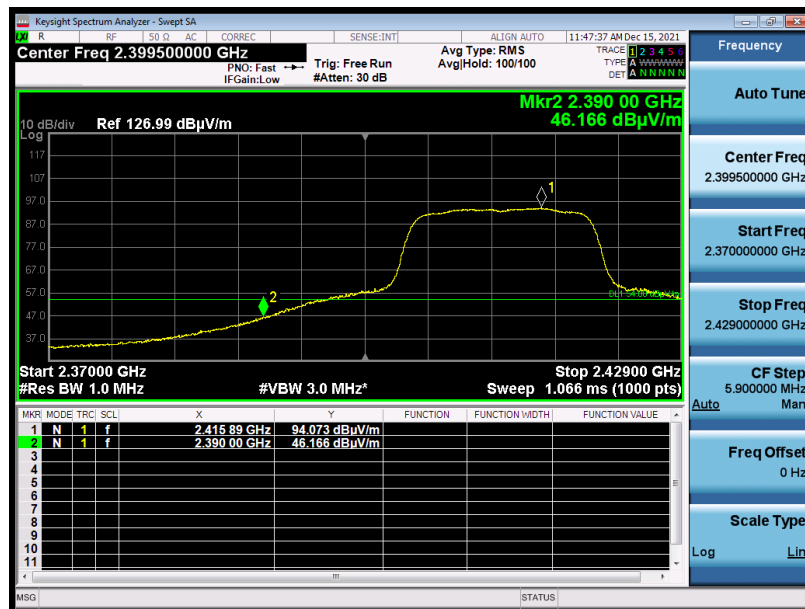 Keysight Spectrum Analyzer - Swept SA
LXI R RF 50 Ω AC CORREC SENSE:INT ALIGN AUTO 11:47:37 AM Dec 15, 2021
Center Freq 2.399500000 GHz
PNO: Fast
IFGain:Low
Trig: Free Run
#Atten: 30 dB
Avg Type: RMS
Avg|Hold: 100/100
TRACE 1 2 3 4 5 6
TYPE A WWWWW
DET A N N N N N
Mkr2 2.390 00 GHz
46.166 dBµV/m
10 dB/div Ref 126.99 dBµV/m
Log
117
107
97.0
87.0
77.0
67.0
57.0
47.0
37.0
1
2
Start 2.37000 GHz Stop 2.42900 GHz
#Res BW 1.0 MHz #VBW 3.0 MHz* Sweep 1.066 ms (1000 pts)
MKR MODE TRC SCL X Y FUNCTION FUNCTION WIDTH FUNCTION VALUE
1 N 1 f 2.415 89 GHz 94.073 dBµV/m
2 N 1 f 2.390 00 GHz 46.166 dBµV/m
3
4
5
6
7
8
9
10
11
MSG STATUS
Frequency
Auto Tune
Center Freq
2.399500000 GHz
Start Freq
2.370000000 GHz
Stop Freq
2.429000000 GHz
CF Step
5.900000 MHz
Auto Man
Freq Offset
0 Hz
Scale Type
Log Lin